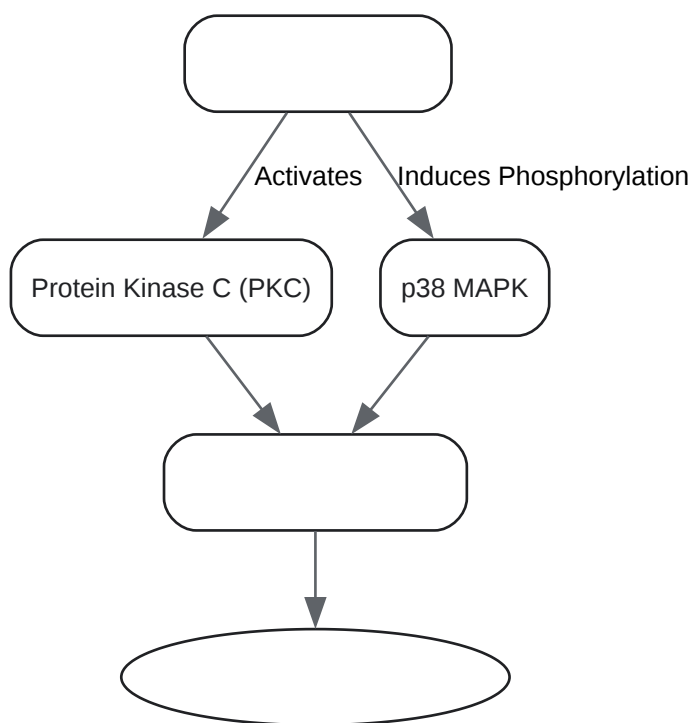 Activates
Induces Phosphorylation
Protein Kinase C (PKC)
p38 MAPK